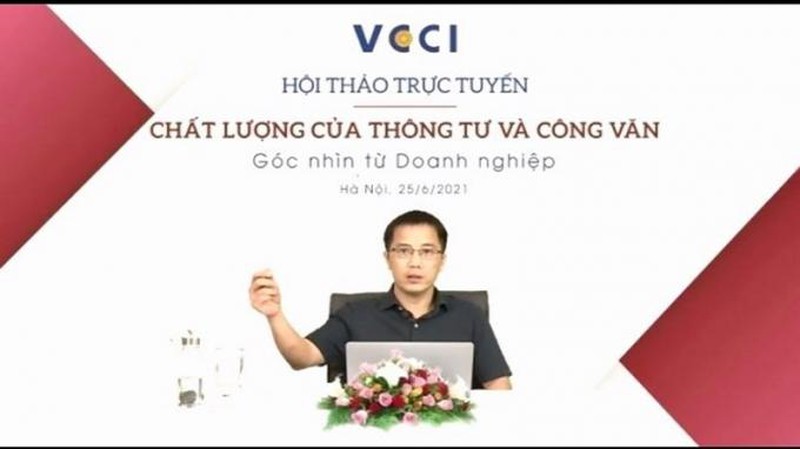 VCCI
HỘI THẢO TRỰC TUYẾN
CHẤT LƯỢNG CỦA THÔNG TƯ VÀ CÔNG VĂN
Góc nhìn từ Doanh nghiệp
Hà Nội, 25/6/2021